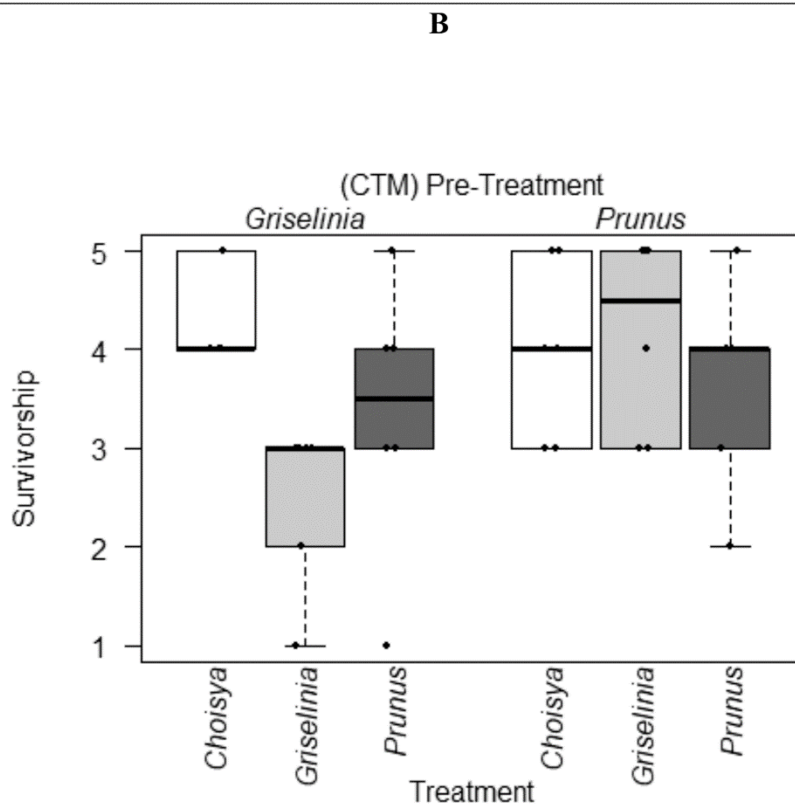 B
(CTM) Pre-Treatment
Griselinia Prunus
5
4
3
2
1
Survivorship
Choisya Griselinia Prunus Choisya Griselinia Prunus
Treatment